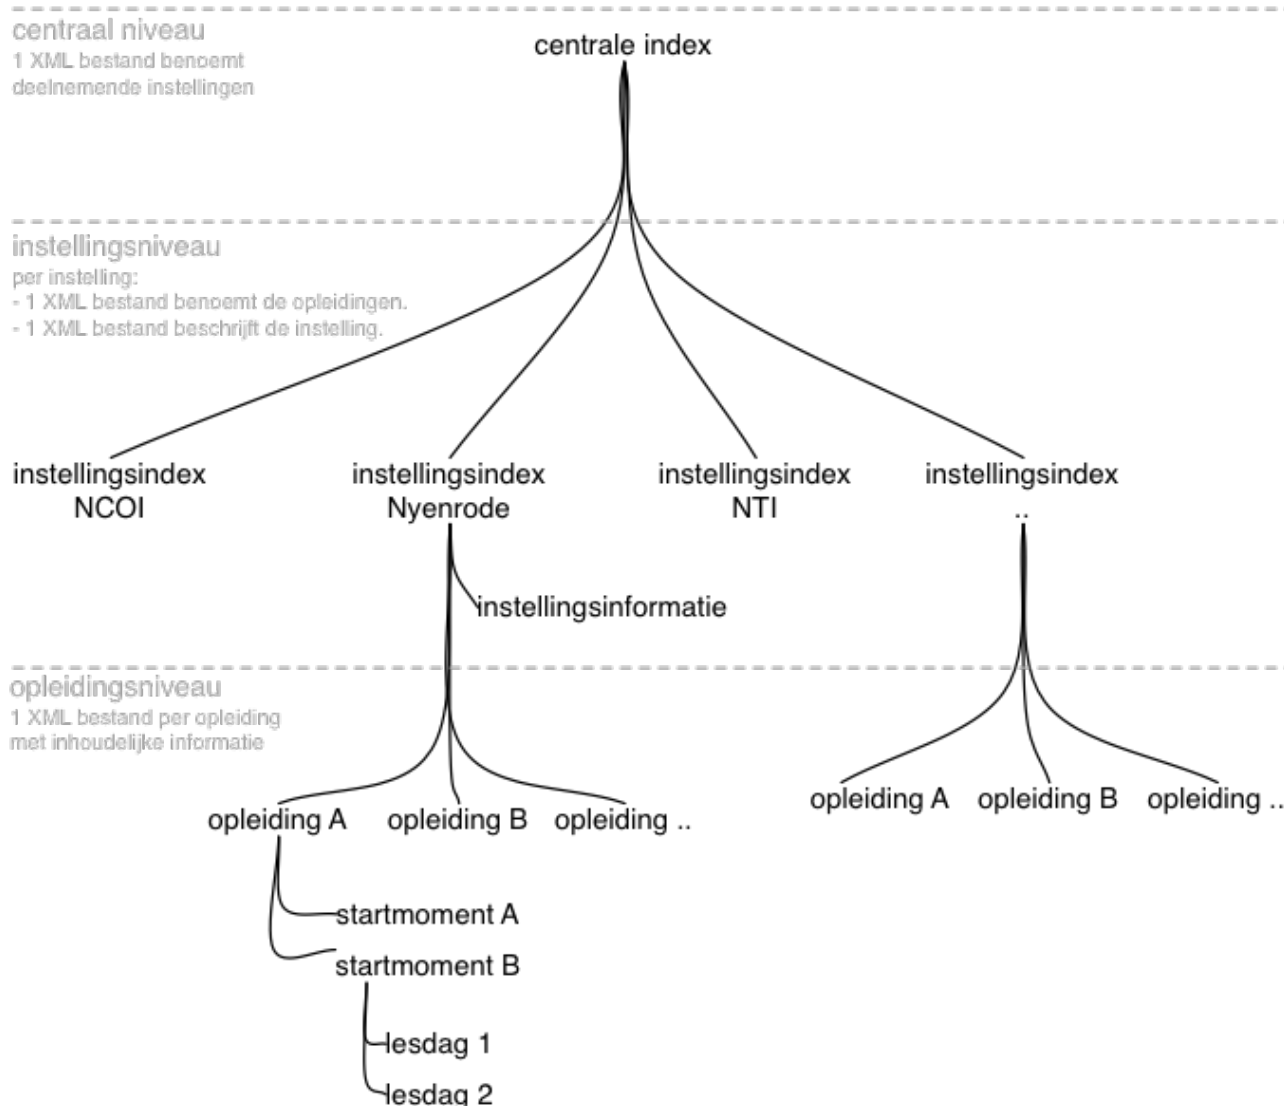 centraal niveau
1 XML bestand benoemt
deelnemende instellingen
centrale index
instellingsniveau
per instelling:
- 1 XML bestand benoemt de opleidingen.
- 1 XML bestand beschrijft de instelling.
instellingsindex
NCOI
instellingsindex
Nyenrode
instellingsindex
NTI
instellingsindex
..
instellingsinformatie
opleidingsniveau
1 XML bestand per opleiding
met inhoudelijke informatie
opleiding A
opleiding B
opleiding ..
opleiding A
opleiding B
opleiding ..
startmoment A
startmoment B
lesdag 1
lesdag 2